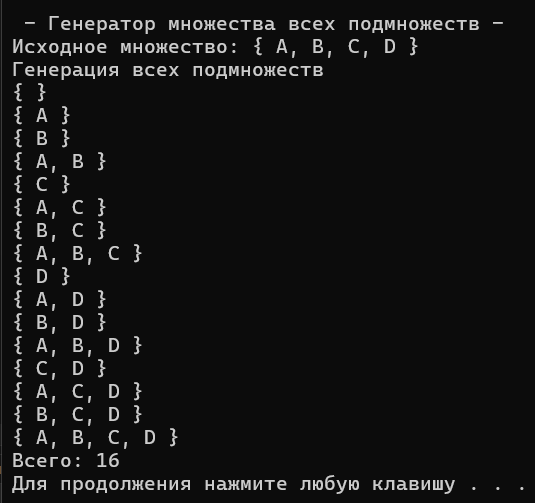 – Генератор множества всех подмножеств –
Исходное множество: { A, B, C, D }
Генерация всех подмножеств
{ }
{ A }
{ B }
{ A, B }
{ C }
{ A, C }
{ B, C }
{ A, B, C }
{ D }
{ A, D }
{ B, D }
{ A, B, D }
{ C, D }
{ A, C, D }
{ B, C, D }
{ A, B, C, D }
Всего: 16
Для продолжения нажмите любую клавишу . . .